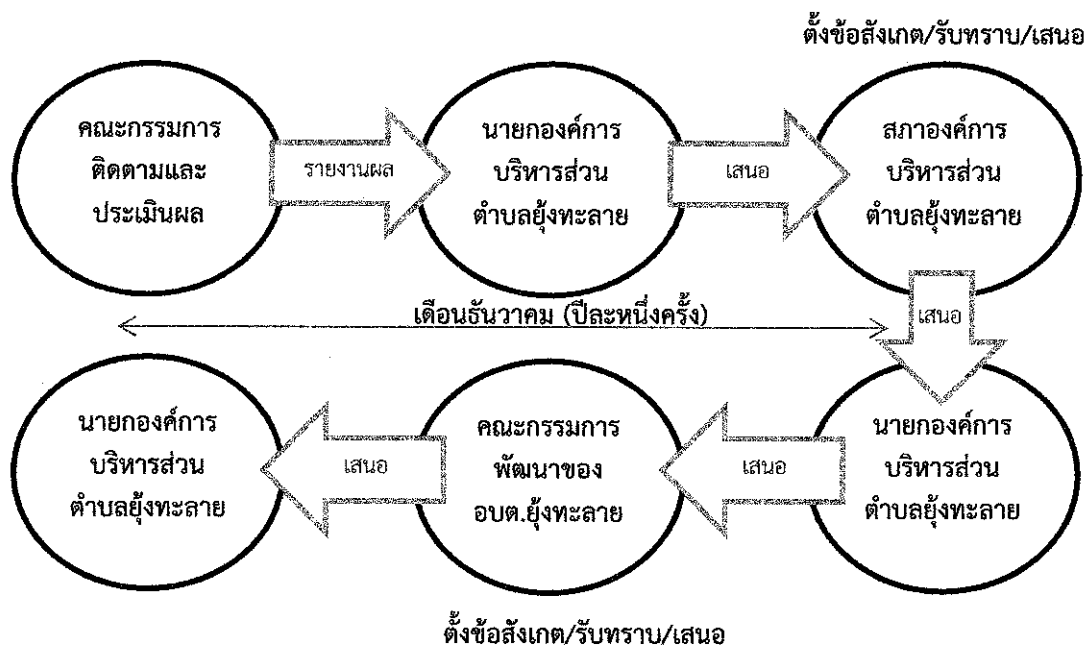 ตั้งข้อสังเกต/รับทราบ/เสนอ
คณะกรรมการ
ติดตามและ
ประเมินผล
รายงานผล
นายกองค์การ
บริหารส่วน
ตำบลยุ้งทะลาย
เสนอ
สภาองค์การ
บริหารส่วน
ตำบลยุ้งทะลาย
เสนอ
เดือนธันวาคม (ปีละหนึ่งครั้ง)
นายกองค์การ
บริหารส่วน
ตำบลยุ้งทะลาย
เสนอ
คณะกรรมการ
พัฒนาของ
อบต.ยุ้งทะลาย
เสนอ
นายกองค์การ
บริหารส่วน
ตำบลยุ้งทะลาย
ตั้งข้อสังเกต/รับทราบ/เสนอ